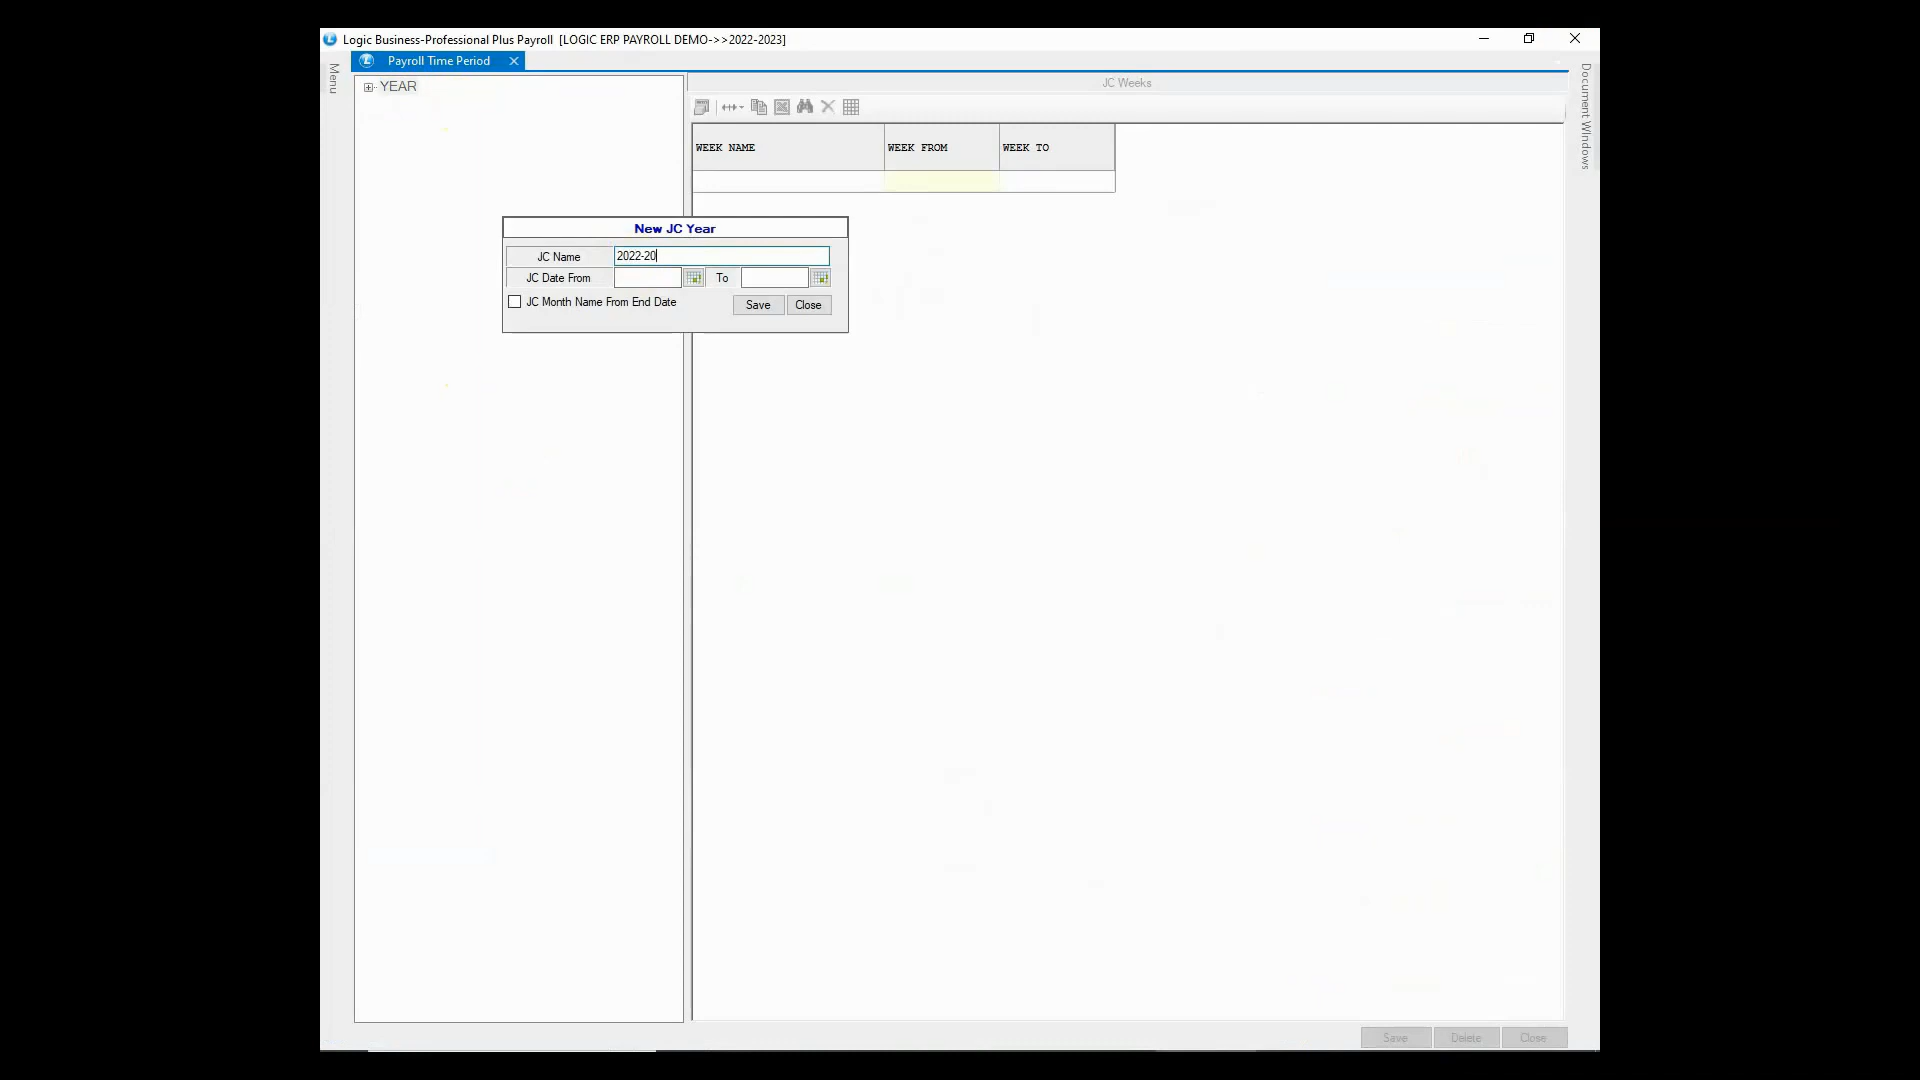 Logic Business-Professional Plus Payroll [LOGIC ERP PAYROLL DEMO->>2022-2023]
Menu
Payroll Time Period
YEAR
JC Weeks
WEEK NAME WEEK FROM WEEK TO
New JC Year
JC Name 2022-20
JC Date From To
JC Month Name From End Date Save Close
Document Windows
Save Delete Close